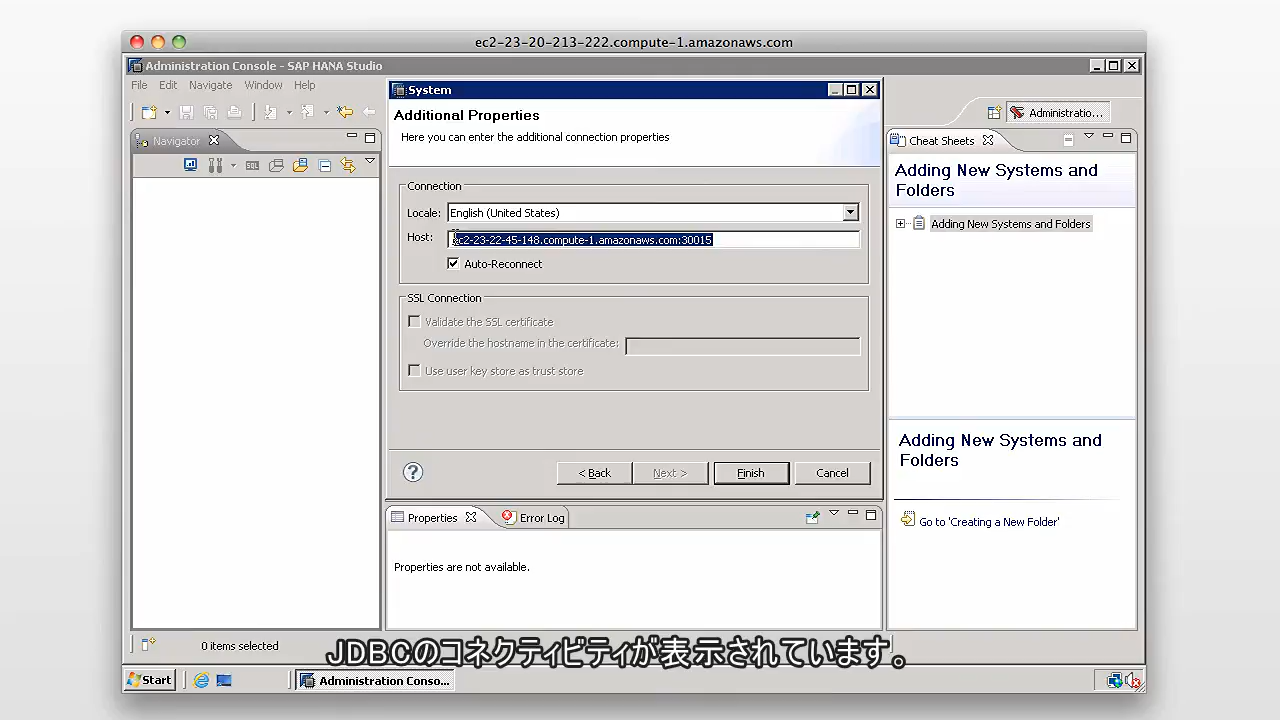 ec2-23-20-213-222.compute-1.amazonaws.com
Administration Console - SAP HANA Studio
File Edit Navigate Window Help
Administratio...
Navigator
System
Additional Properties
Here you can enter the additional connection properties
Connection
Locale: English (United States)
Host: ec2-23-22-45-148.compute-1.amazonaws.com:30015
Auto-Reconnect
SSL Connection
Validate the SSL certificate
Override the hostname in the certificate:
Use user key store as trust store
< Back Next > Finish Cancel
Cheat Sheets
Adding New Systems and
Folders
Adding New Systems and Folders
Adding New Systems and
Folders
Go to 'Creating a New Folder'
Properties Error Log
Properties are not available.
0 items selected
JDBCのコネクティビティが表示されています。
Start Administration Conso...